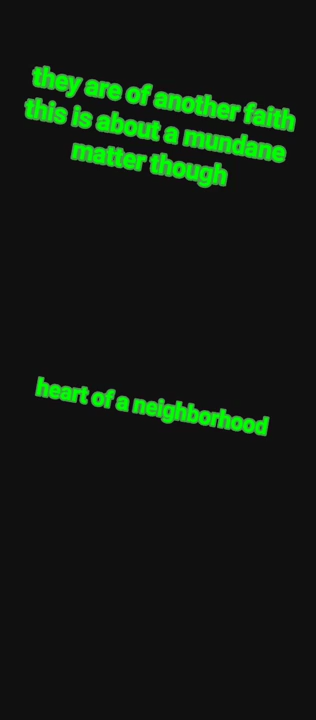 they are of another faith
this is about a mundane
matter though
heart of a neighborhood